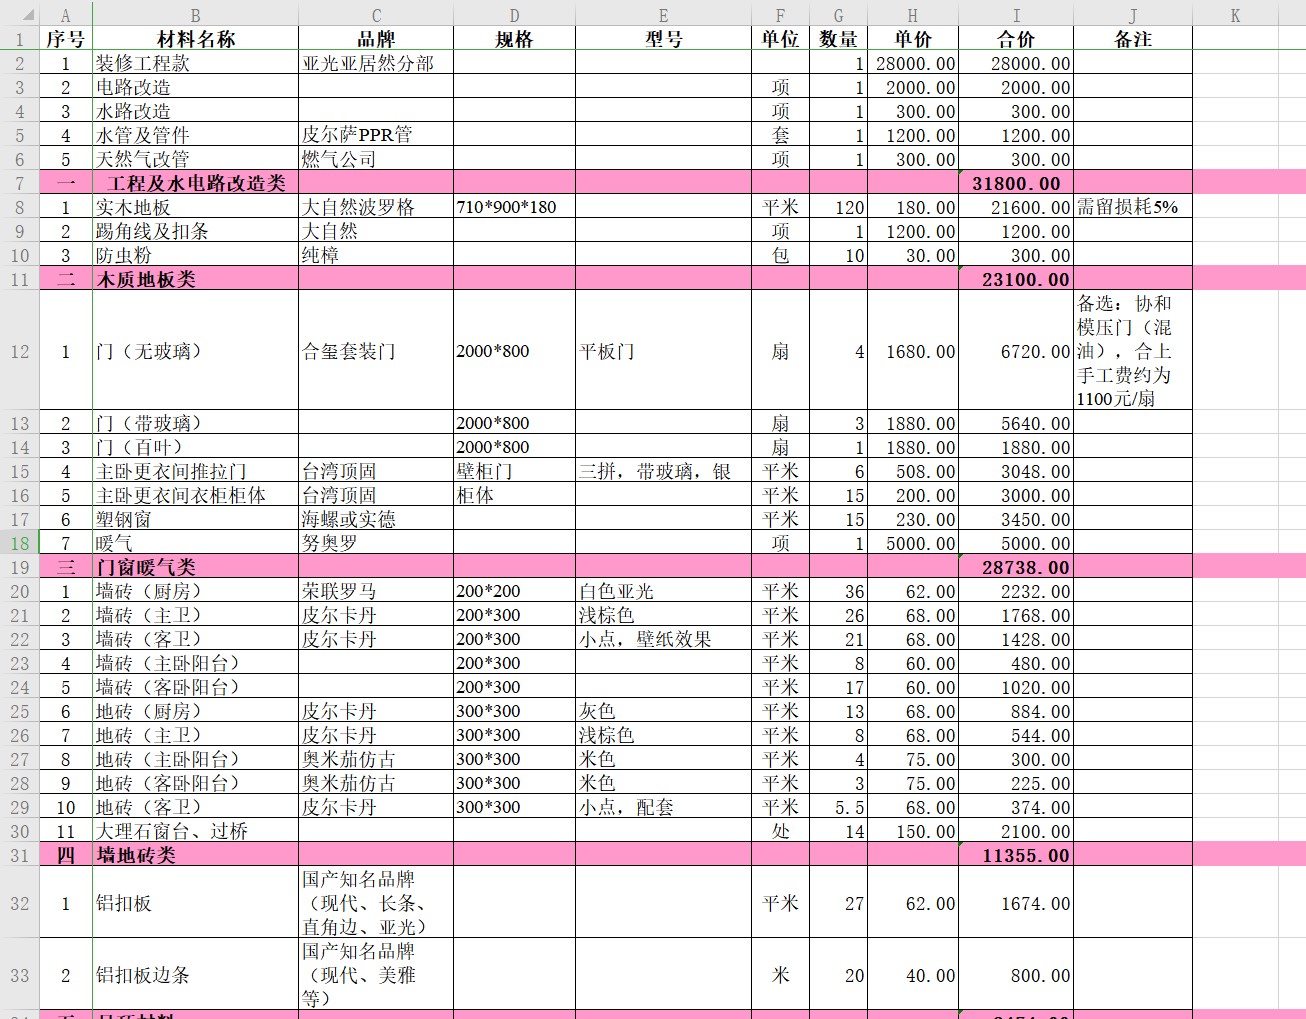 A B C D E F G H I J K
1 序号 材料名称 品牌 规格 型号 单位 数量 单价 合价 备注
2 1 装修工程款 亚光亚居然分部 1 28000.00 28000.00
3 2 电路改造 项 1 2000.00 2000.00
4 3 水路改造 项 1 300.00 300.00
5 4 水管及管件 皮尔萨PPR管 套 1 1200.00 1200.00
6 5 天然气改管 燃气公司 项 1 300.00 300.00
7 一 工程及水电路改造类 31800.00
8 1 实木地板 大自然波罗格 710*900*180 平米 120 180.00 21600.00 需留损耗5%
9 2 踢角线及扣条 大自然 项 1 1200.00 1200.00
10 3 防虫粉 纯樟 包 10 30.00 300.00
11 二 木质地板类 23100.00
12 1 门（无玻璃） 合玺套装门 2000*800 平板门 扇 4 1680.00 6720.00 备选：协和
模压门（混
油），合上
手工费约为
1100元/扇
13 2 门（带玻璃） 2000*800 扇 3 1880.00 5640.00
14 3 门（百叶） 2000*800 扇 1 1880.00 1880.00
15 4 主卧更衣间推拉门 台湾顶固 壁柜门 三拼，带玻璃，银 平米 6 508.00 3048.00
16 5 主卧更衣间衣柜柜体 台湾顶固 柜体 平米 15 200.00 3000.00
17 6 塑钢窗 海螺或实德 平米 15 230.00 3450.00
18 7 暖气 努奥罗 项 1 5000.00 5000.00
19 三 门窗暖气类 28738.00
20 1 墙砖（厨房） 荣联罗马 200*200 白色亚光 平米 36 62.00 2232.00
21 2 墙砖（主卫） 皮尔卡丹 200*300 浅棕色 平米 26 68.00 1768.00
22 3 墙砖（客卫） 皮尔卡丹 200*300 小点，壁纸效果 平米 21 68.00 1428.00
23 4 墙砖（主卧阳台） 200*300 平米 8 60.00 480.00
24 5 墙砖（客卧阳台） 200*300 平米 17 60.00 1020.00
25 6 地砖（厨房） 皮尔卡丹 300*300 灰色 平米 13 68.00 884.00
26 7 地砖（主卫） 皮尔卡丹 300*300 浅棕色 平米 8 68.00 544.00
27 8 地砖（主卧阳台） 奥米茄仿古 300*300 米色 平米 4 75.00 300.00
28 9 地砖（客卧阳台） 奥米茄仿古 300*300 米色 平米 3 75.00 225.00
29 10 地砖（客卫） 皮尔卡丹 300*300 小点，配套 平米 5.5 68.00 374.00
30 11 大理石窗台、过桥 处 14 150.00 2100.00
31 四 墙地砖类 11355.00
32 1 铝扣板 国产知名品牌
（现代、长条、
直角边、亚光） 平米 27 62.00 1674.00
33 2 铝扣板边条 国产知名品牌
（现代、美雅
等） 米 20 40.00 800.00